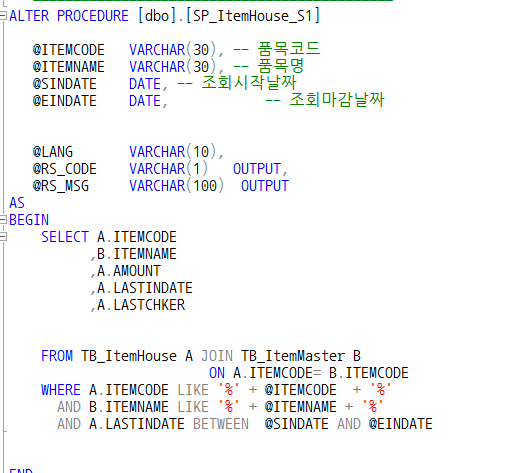 ALTER PROCEDURE [dbo].[SP_ItemHouse_S1]
@ITEMCODE VARCHAR(30), -- 품목코드
@ITEMNAME VARCHAR(30), -- 품목명
@SINDATE DATE, -- 조회시작날짜
@EINDATE DATE, -- 조회마감날짜
@LANG VARCHAR(10),
@RS_CODE VARCHAR(1) OUTPUT,
@RS_MSG VARCHAR(100) OUTPUT
AS
BEGIN
SELECT A.ITEMCODE
,B.ITEMNAME
,A.AMOUNT
,A.LASTINDATE
,A.LASTCHKER
FROM TB_ItemHouse A JOIN TB_ItemMaster B
ON A.ITEMCODE= B.ITEMCODE
WHERE A.ITEMCODE LIKE '%' + @ITEMCODE + '%'
AND B.ITEMNAME LIKE '%' + @ITEMNAME + '%'
AND A.LASTINDATE BETWEEN @SINDATE AND @EINDATE
END